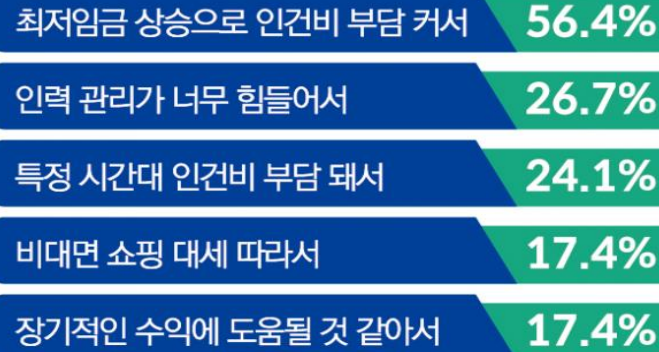 최저임금 상승으로 인건비 부담 커서 56.4%
인력 관리가 너무 힘들어서 26.7%
특정 시간대 인건비 부담 돼서 24.1%
비대면 쇼핑 대세 따라서 17.4%
장기적인 수익에 도움될 것 같아서 17.4%